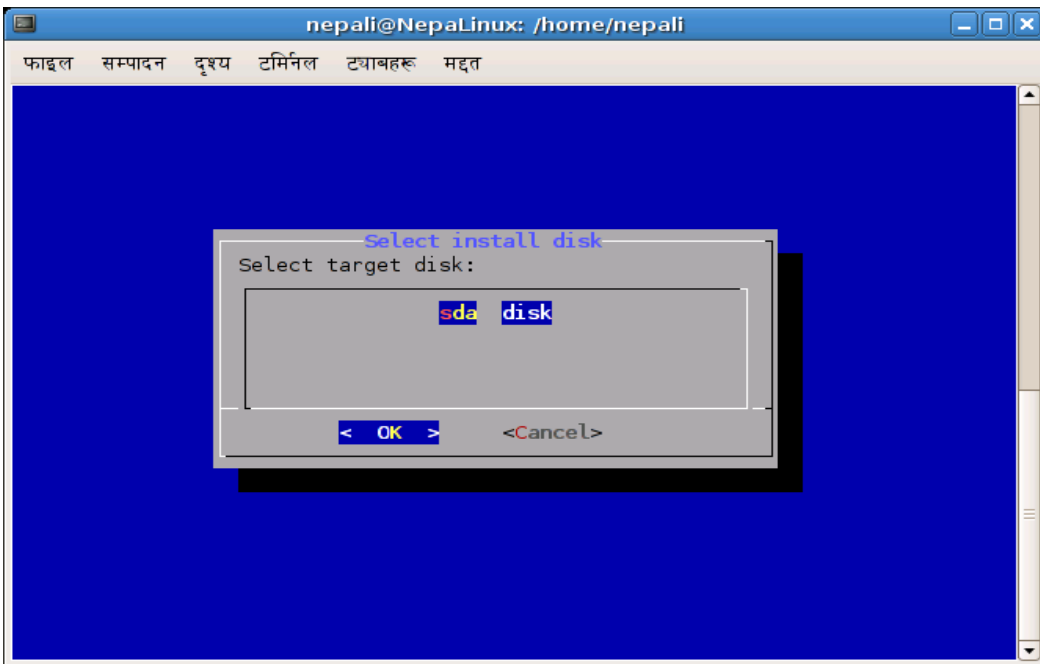 nepali@NepaLinux: /home/nepali
फाइल सम्पादन दृश्य टर्मिनल ट्याबहरू मद्दत
Select install disk
Select target disk:
sda disk
< OK > <Cancel>